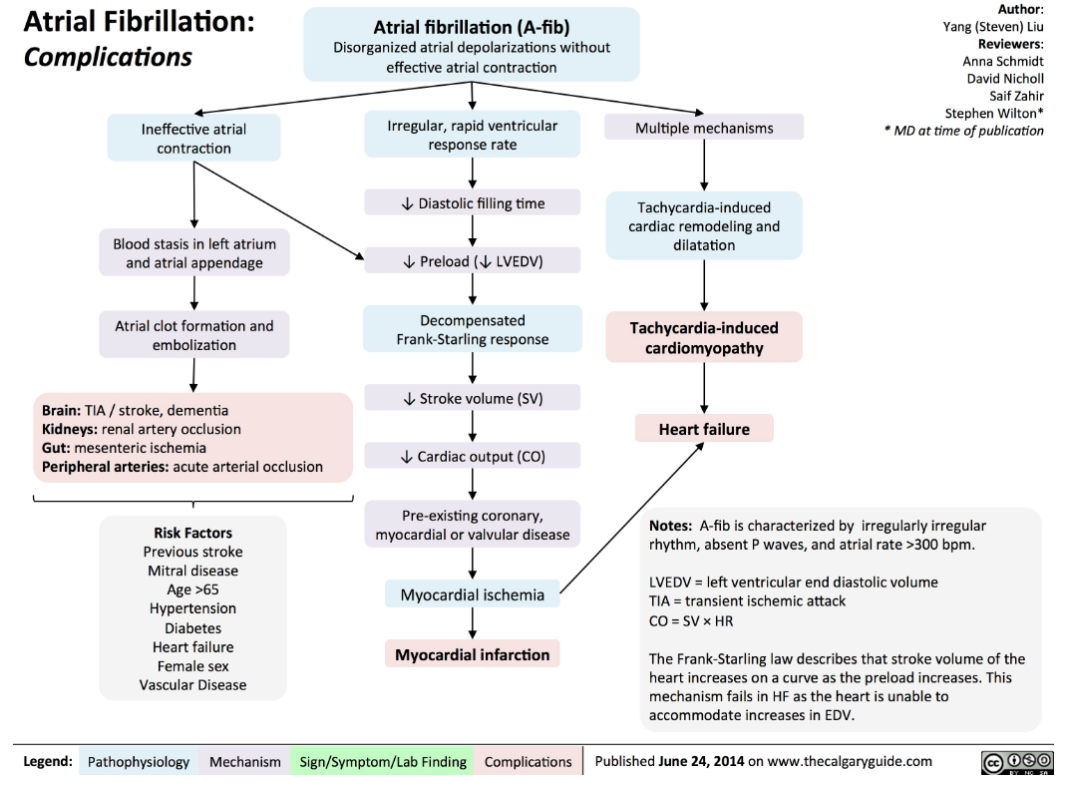 Atrial Fibrillation:
Complications
Atrial fibrillation (A-fib)
Disorganized atrial depolarizations without
effective atrial contraction
Author:
Yang (Steven) Liu
Reviewers:
Anna Schmidt
David Nicholl
Saif Zahir
Stephen Wilton*
* MD at time of publication
Ineffective atrial
contraction
Blood stasis in left atrium
and atrial appendage
Atrial clot formation and
embolization
Brain: TIA / stroke, dementia
Kidneys: renal artery occlusion
Gut: mesenteric ischemia
Peripheral arteries: acute arterial occlusion
Risk Factors
Previous stroke
Mitral disease
Age >65
Hypertension
Diabetes
Heart failure
Female sex
Vascular Disease
Irregular, rapid ventricular
response rate
↓ Diastolic filling time
↓ Preload (↓ LVEDV)
Decompensated
Frank-Starling response
↓ Stroke volume (SV)
↓ Cardiac output (CO)
Pre-existing coronary,
myocardial or valvular disease
Myocardial ischemia
Myocardial infarction
Multiple mechanisms
Tachycardia-induced
cardiac remodeling and
dilatation
Tachycardia-induced
cardiomyopathy
Heart failure
Notes: A-fib is characterized by irregularly irregular
rhythm, absent P waves, and atrial rate >300 bpm.
LVEDV = left ventricular end diastolic volume
TIA = transient ischemic attack
CO = SV × HR
The Frank-Starling law describes that stroke volume of the
heart increases on a curve as the preload increases. This
mechanism fails in HF as the heart is unable to
accommodate increases in EDV.
Legend: Pathophysiology Mechanism Sign/Symptom/Lab Finding Complications Published June 24, 2014 on www.thecalgaryguide.com
cc
BY NC SA